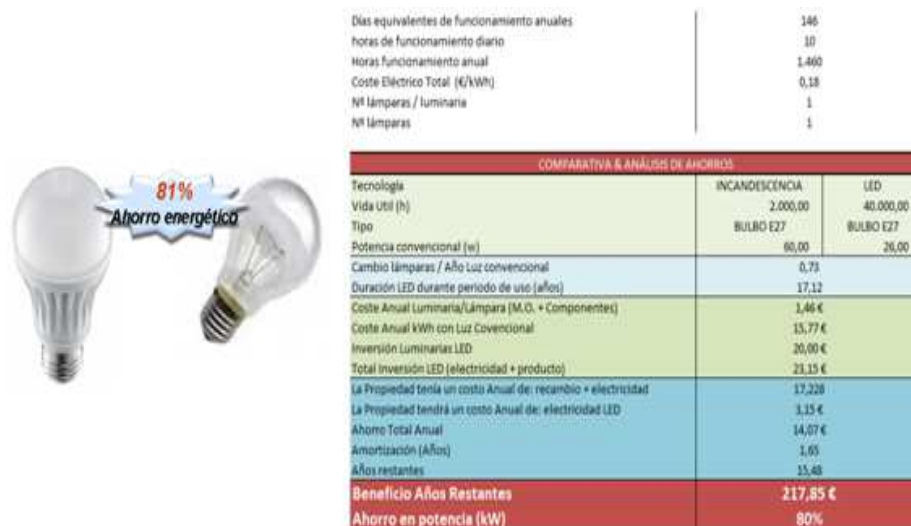 Días equivalentes de funcionamiento anuales 146
horas de funcionamiento diario 10
Horas funcionamiento anual 1.460
Coste Eléctrico Total (€/kWh) 0,18
Nº lámparas / luminaria 1
Nº lámparas 1
81%
Ahorro energético
COMPARATIVA & ANÁLISIS DE AHORROS
Tecnología INCANDESCENCIA LED
Vida Util (h) 2.000,00 40.000,00
Tipo BULBO E27 BULBO E27
Potencia convencional (w) 60,00 26,00
Cambio lámparas / Año Luz convencional 0,73
Duración LED durante periodo de uso (años) 17,12
Coste Anual Luminaria/Lámpara (M.O. + Componentes) 1,46 €
Coste Anual kWh con Luz Covencional 15,77 €
Inversión Luminarias LED 20,00 €
Total Inversión LED (electricidad + producto) 23,15 €
La Propiedad tenía un costo Anual de: recambio + electricidad 17,228
La Propiedad tendrá un costo Anual de: electricidad LED 3,15 €
Ahorro Total Anual 14,07 €
Amortización (Años) 1,65
Años restantes 15,48
Beneficio Años Restantes 217,85 €
Ahorro en potencia (kW) 80%